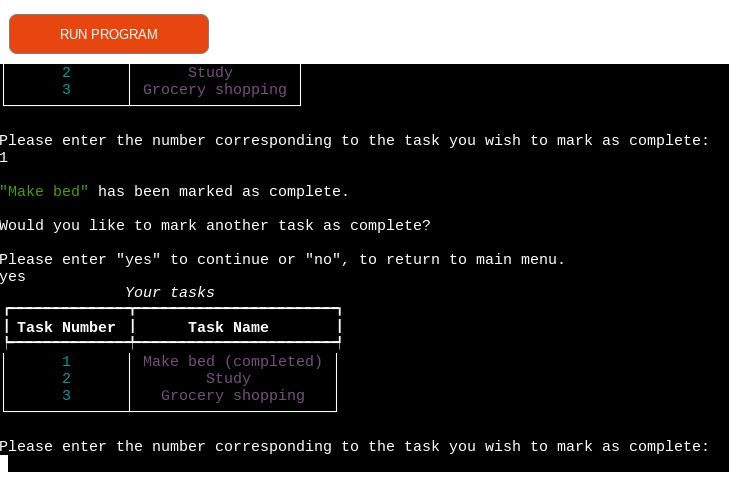 RUN PROGRAM
2 Study
3 Grocery shopping
Please enter the number corresponding to the task you wish to mark as complete:
1
"Make bed" has been marked as complete.
Would you like to mark another task as complete?
Please enter "yes" to continue or "no", to return to main menu.
yes
Your tasks
Task Number Task Name
1 Make bed (completed)
2 Study
3 Grocery shopping
Please enter the number corresponding to the task you wish to mark as complete: